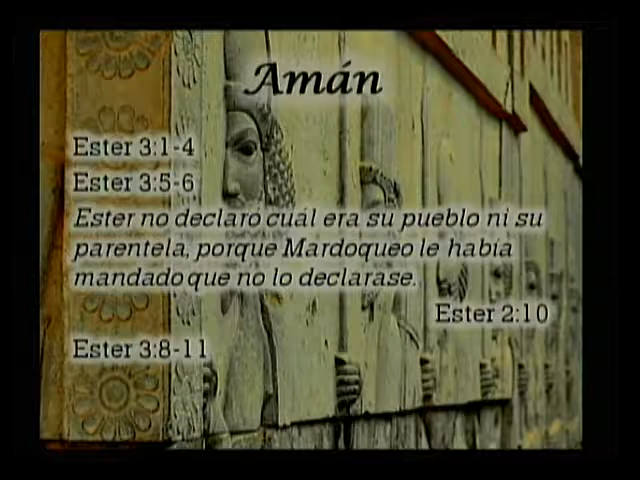 Amán
Ester 3:1-4
Ester 3:5-6
Ester no declaró cuál era su pueblo ni su
parentela, porque Mardoqueo le había
mandado que no lo declarase.
Ester 2:10
Ester 3:8-11